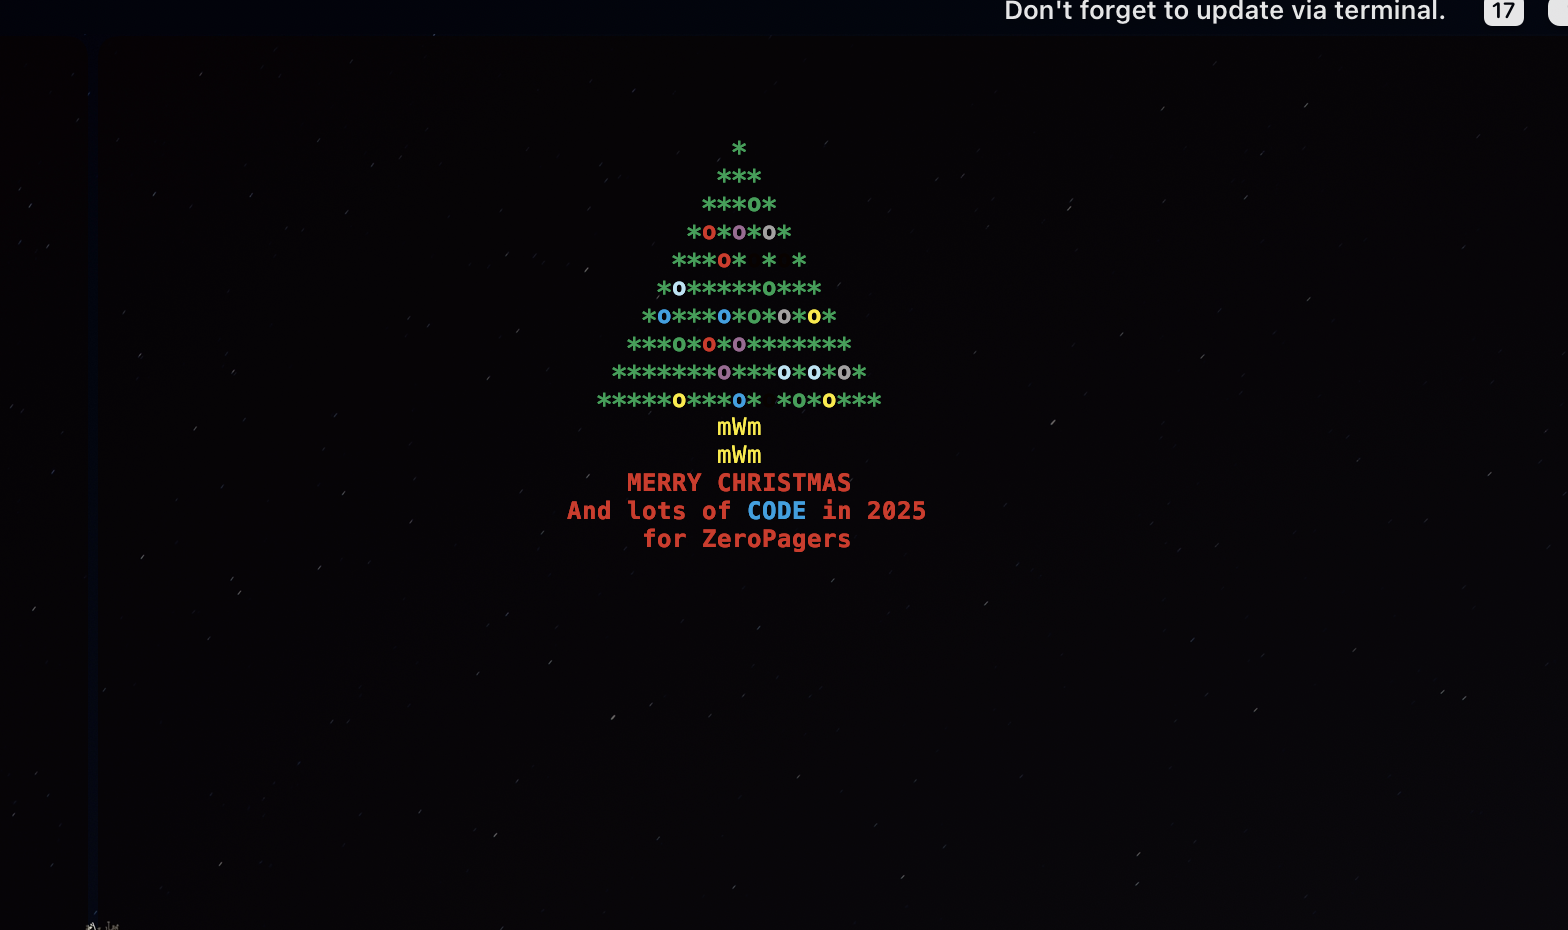 Don't forget to update via terminal. 17
*
***
***o*
*o*o*o*
***o* * *
*o*****o***
*o***o*o*o*o*
***o*o*o*******
*******o***o*o*o*
*****o***o* *o*o***
mWm
mWm
MERRY CHRISTMAS
And lots of CODE in 2025
for ZeroPagers